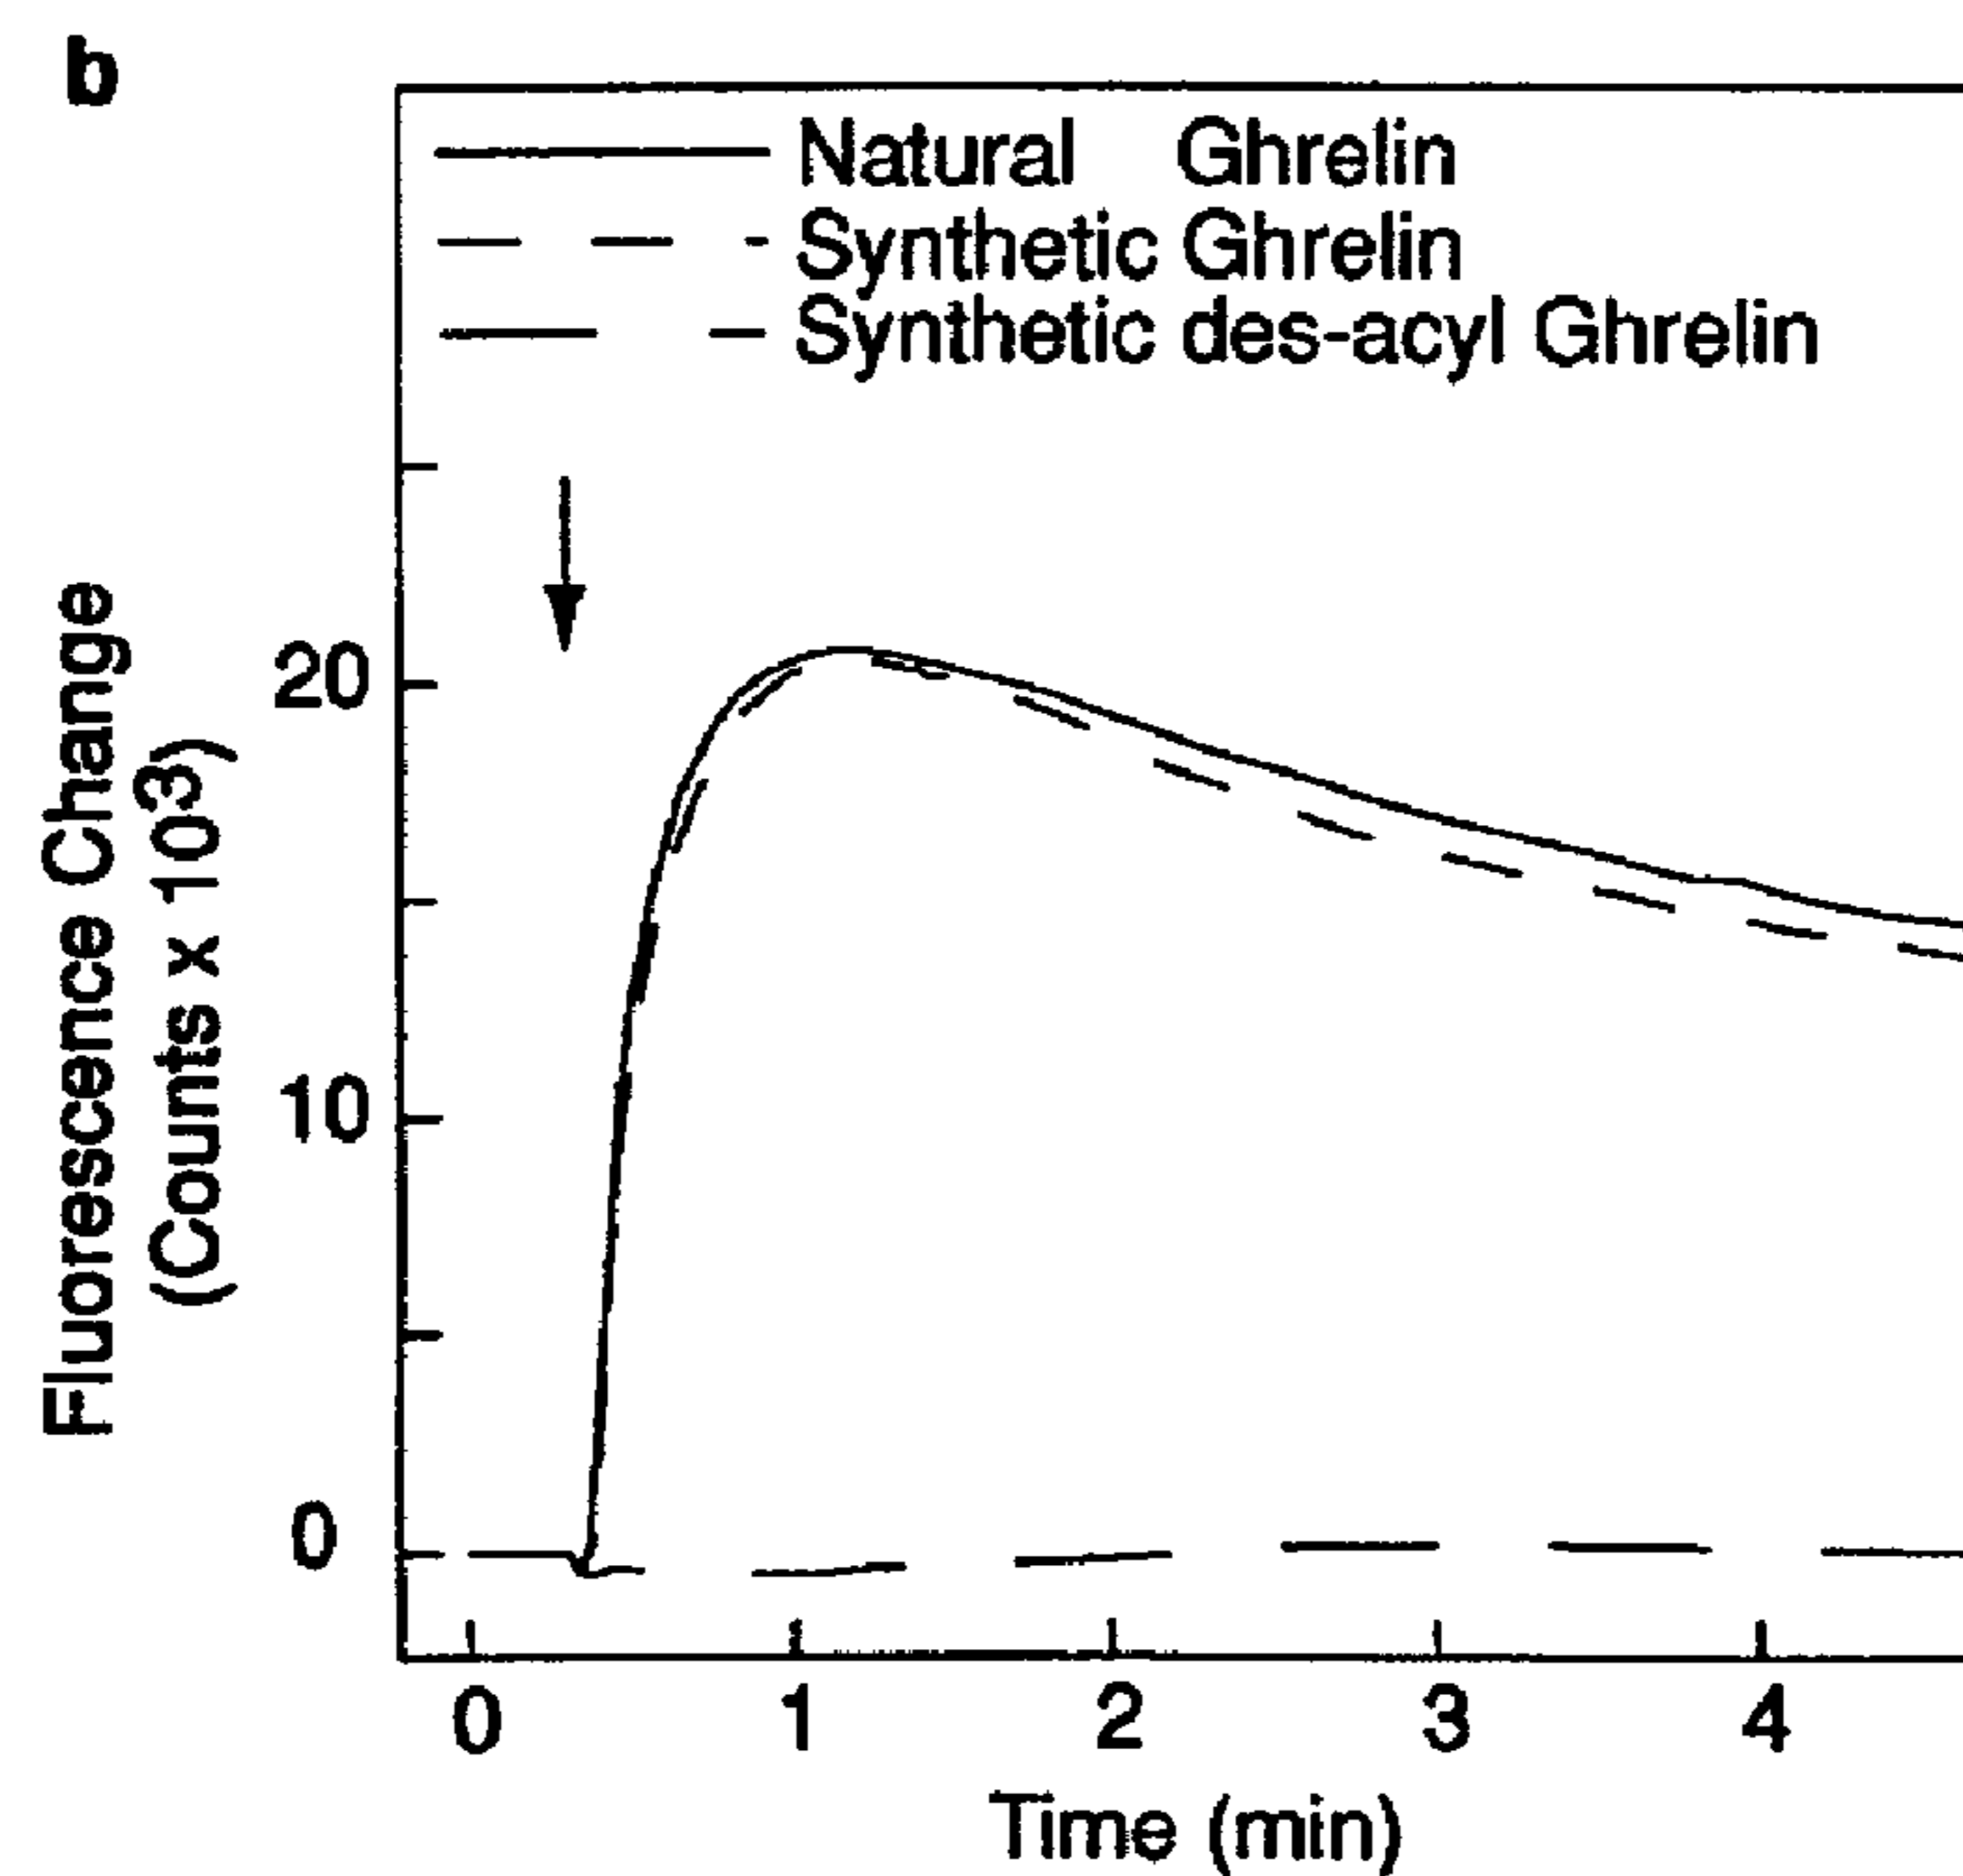 b
Natural Ghrelin
Synthetic Ghrelin
Synthetic des-acyl Ghrelin
Fluorescence Change
(Counts x 10³)
20
10
0
0 1 2 3 4
Time (min)